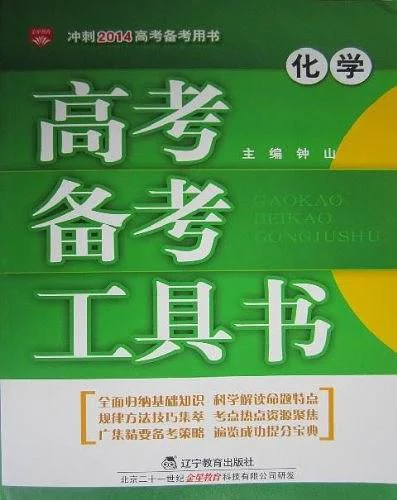 冲刺2014高考备考用书
化学
高考
主编 钟山
备考
GAOKAO
BEIKAO
GONGJUSHU
工具书
全面归纳基础知识 科学解读命题特点
规律方法技巧集萃 考点热点资源聚焦
广集精要备考策略 遍览成功提分宝典
辽宁教育出版社
北京二十一世纪金星教育科技有限公司研发